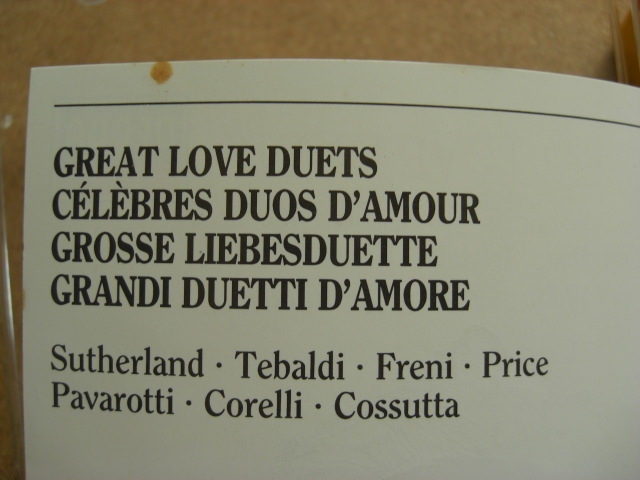 GREAT LOVE DUETS
CÉLÈBRES DUOS D'AMOUR
GROSSE LIEBESDUETTE
GRANDI DUETTI D'AMORE
Sutherland · Tebaldi · Freni · Price
Pavarotti · Corelli · Cossutta